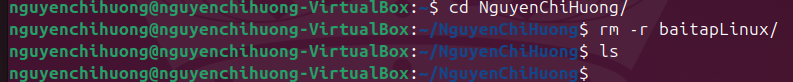 nguyenchihuong@nguyenchihuong-VirtualBox:~$ cd NguyenChiHuong/
nguyenchihuong@nguyenchihuong-VirtualBox:~/NguyenChiHuong$ rm -r baitapLinux/
nguyenchihuong@nguyenchihuong-VirtualBox:~/NguyenChiHuong$ ls
nguyenchihuong@nguyenchihuong-VirtualBox:~/NguyenChiHuong$